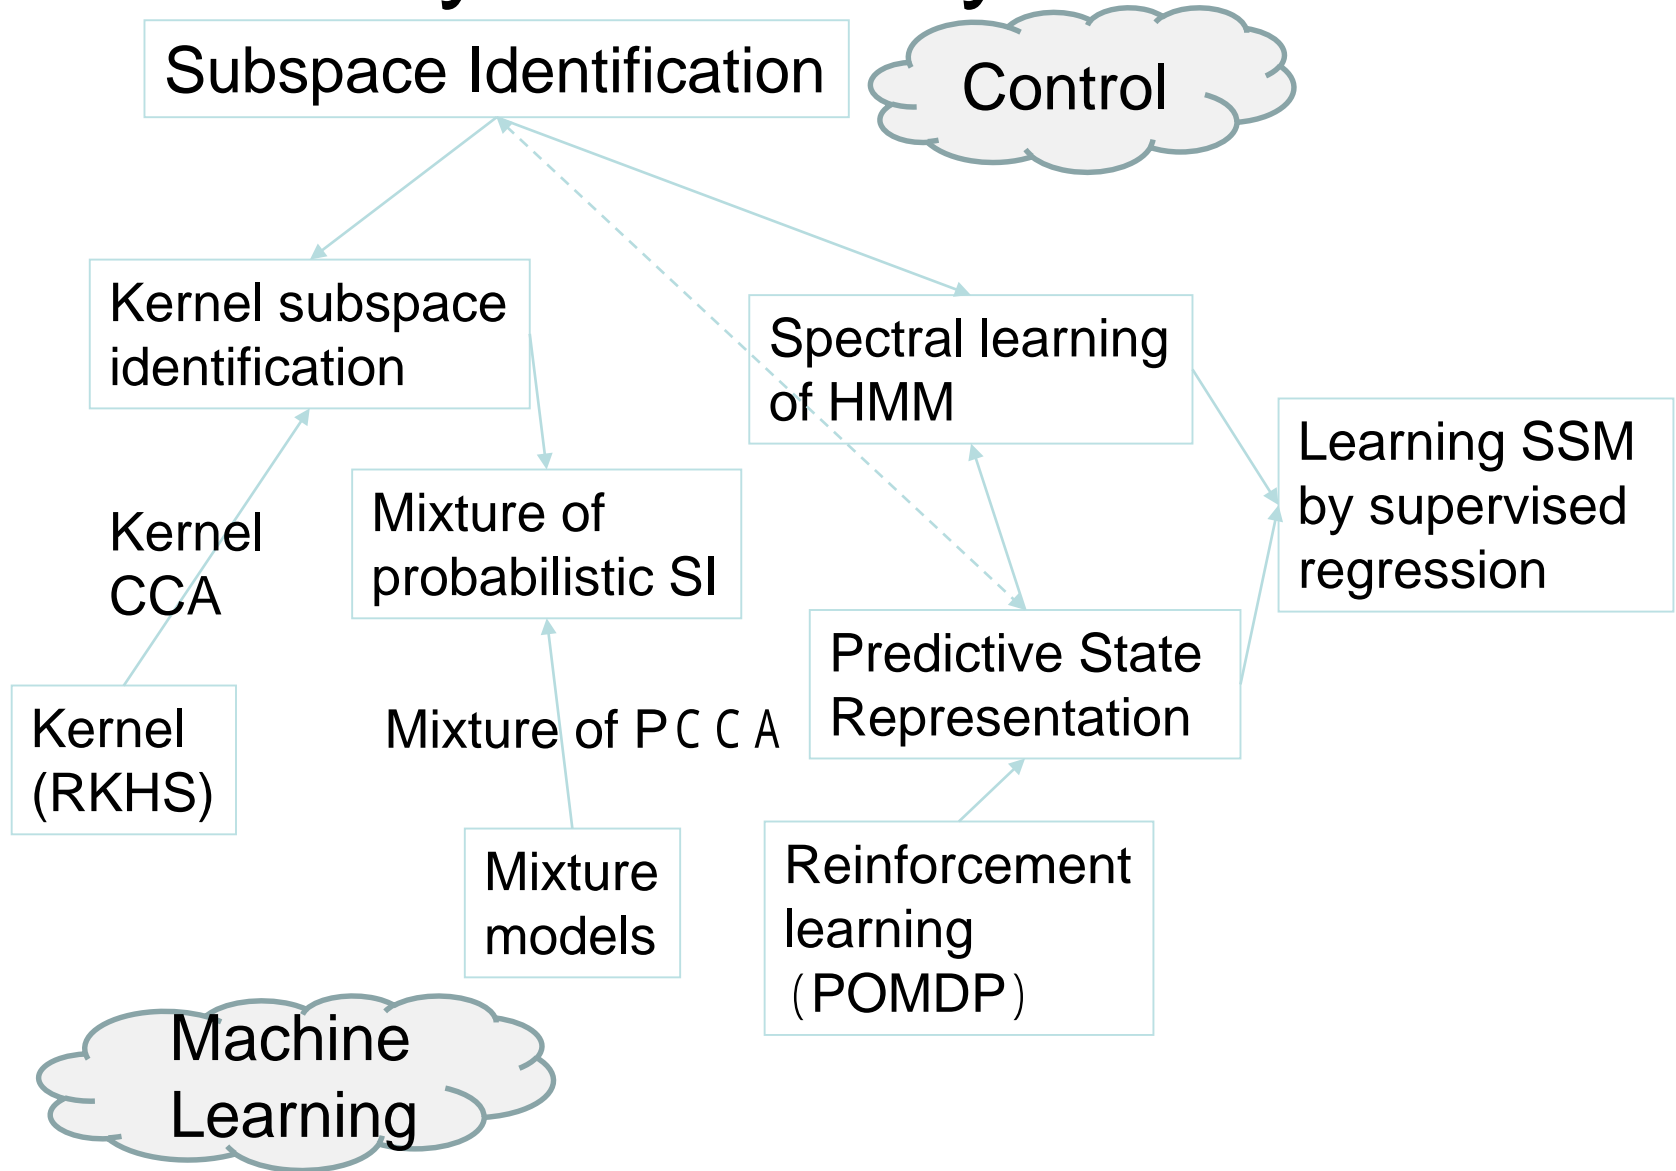 Subspace Identification
Control
Kernel subspace
identification
Spectral learning
of HMM
Learning SSM
by supervised
regression
Mixture of
probabilistic SI
Kernel
CCA
Predictive State
Representation
Kernel
(RKHS)
Mixture of PCCA
Mixture
models
Reinforcement
learning
(POMDP)
Machine
Learning